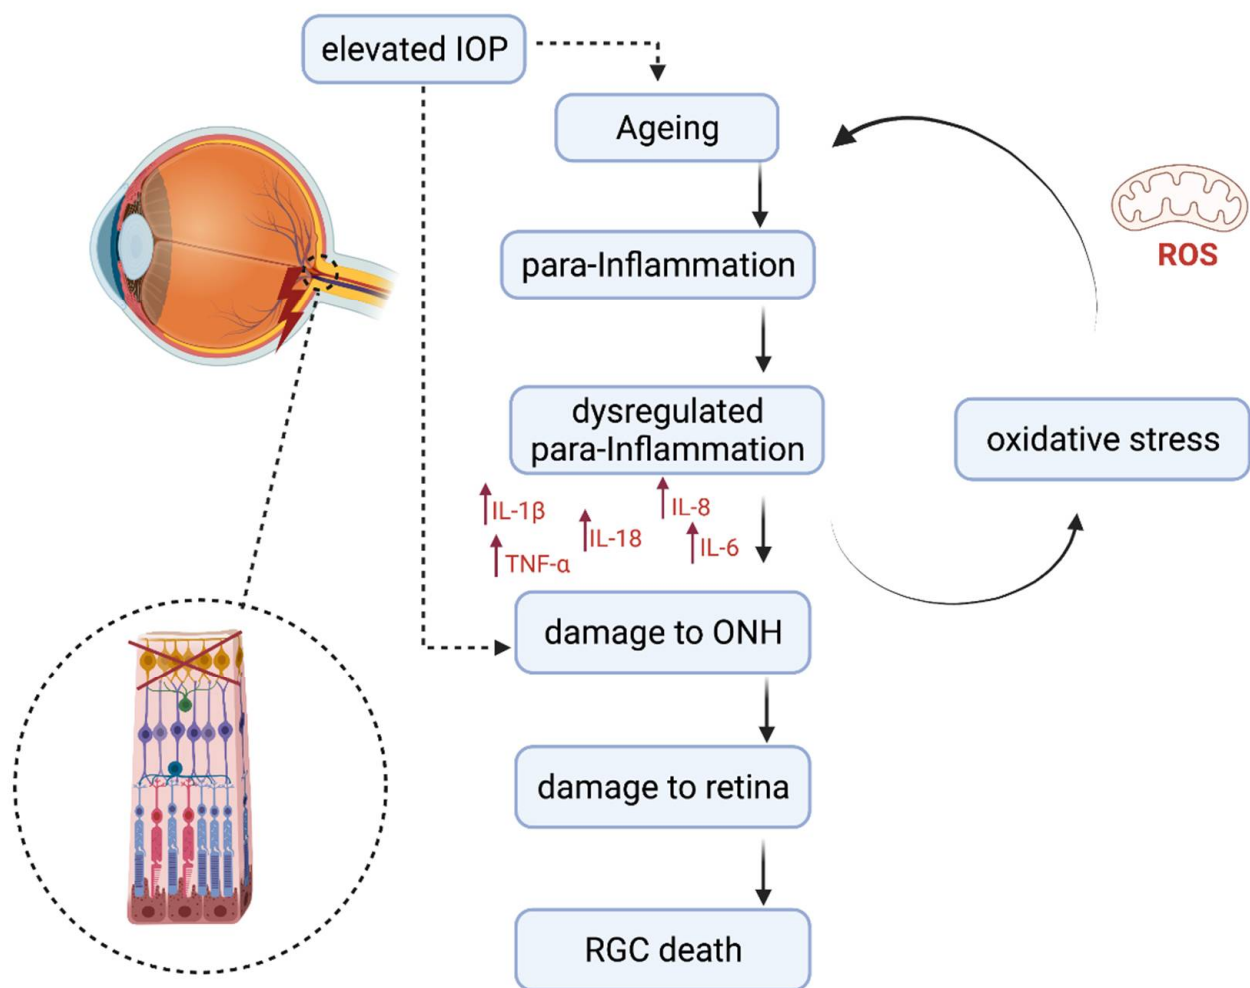 elevated IOP
Ageing
para-Inflammation
ROS
dysregulated
para-Inflammation
oxidative stress
IL-1β
IL-8
IL-18
IL-6
TNF-α
damage to ONH
damage to retina
RGC death